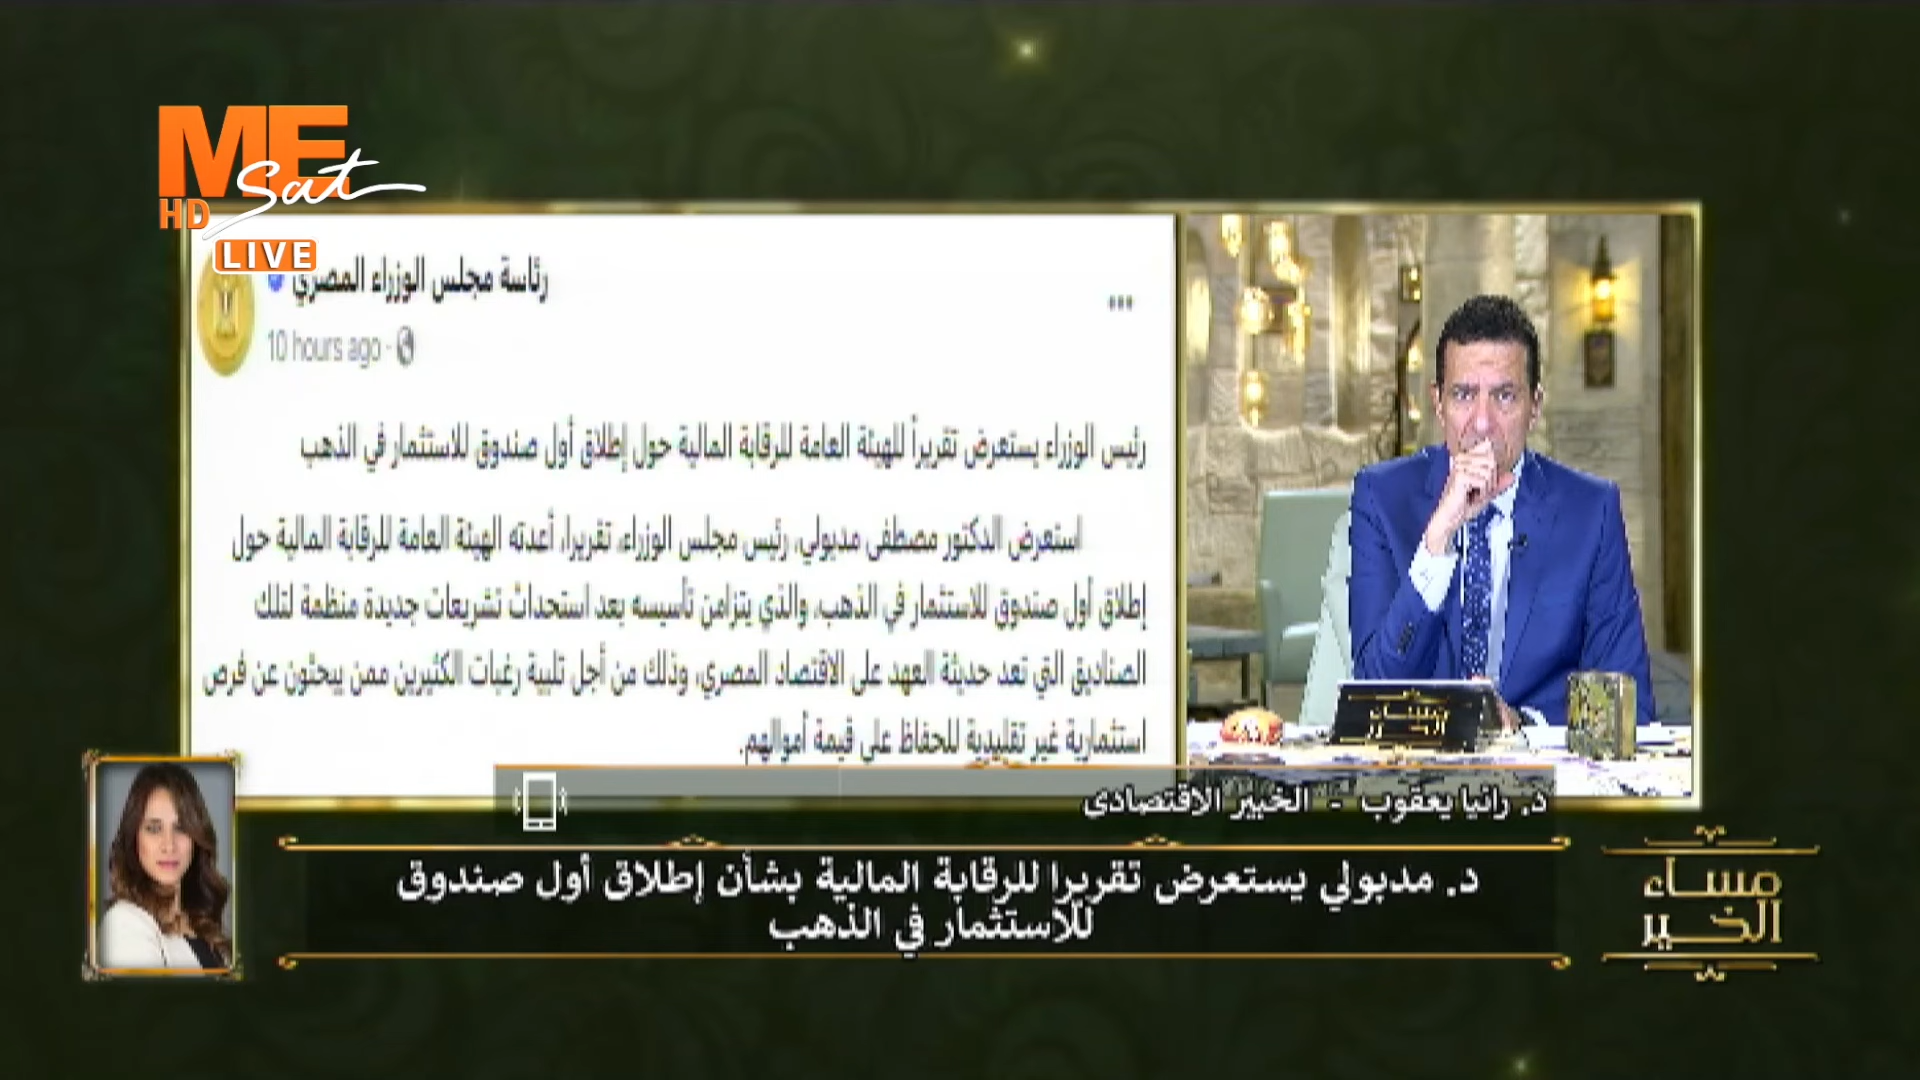 ME
Sat
HD
LIVE
رئاسة مجلس الوزراء المصري
10 hours ago
رئيس الوزراء يستعرض تقريراً للهيئة العامة للرقابة المالية حول إطلاق أول صندوق للاستثمار في الذهب
استعرض الدكتور مصطفى مدبولي، رئيس مجلس الوزراء، تقريرا، أعدته الهيئة العامة للرقابة المالية حول
إطلاق أول صندوق للاستثمار في الذهب، والذي يتزامن تأسيسه بعد استحداث تشريعات جديدة منظمة لتلك
الصناديق التي تعد حديثة العهد على الاقتصاد المصري، وذلك من أجل تلبية رغبات الكثيرين ممن يبحثون عن فرص
استثمارية غير تقليدية للحفاظ على قيمة أموالهم.
مساء
الخير
د. رانيا يعقوب - الخبير الاقتصادى
د. مدبولي يستعرض تقريرا للرقابة المالية بشأن إطلاق أول صندوق
للاستثمار في الذهب
مساء
الخير